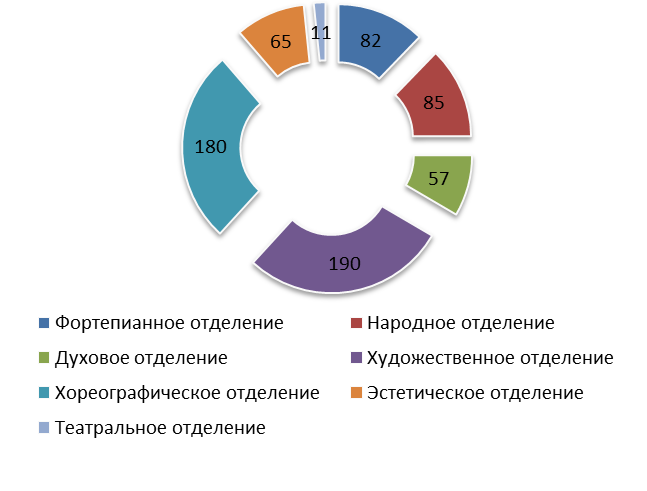 65
11
82
180
85
57
190
Фортепианное отделение
Народное отделение
Духовое отделение
Художественное отделение
Хореографическое отделение
Эстетическое отделение
Театральное отделение